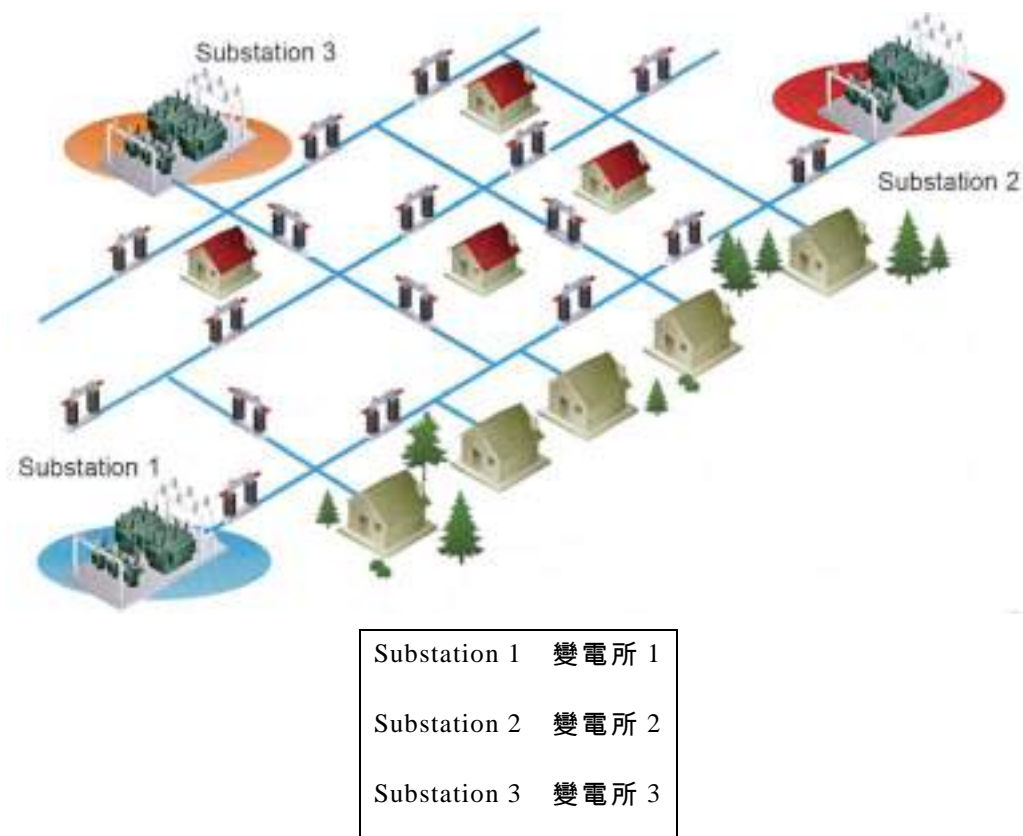 Substation 3
Substation 2
Substation 1
Substation 1 變電所 1
Substation 2 變電所 2
Substation 3 變電所 3